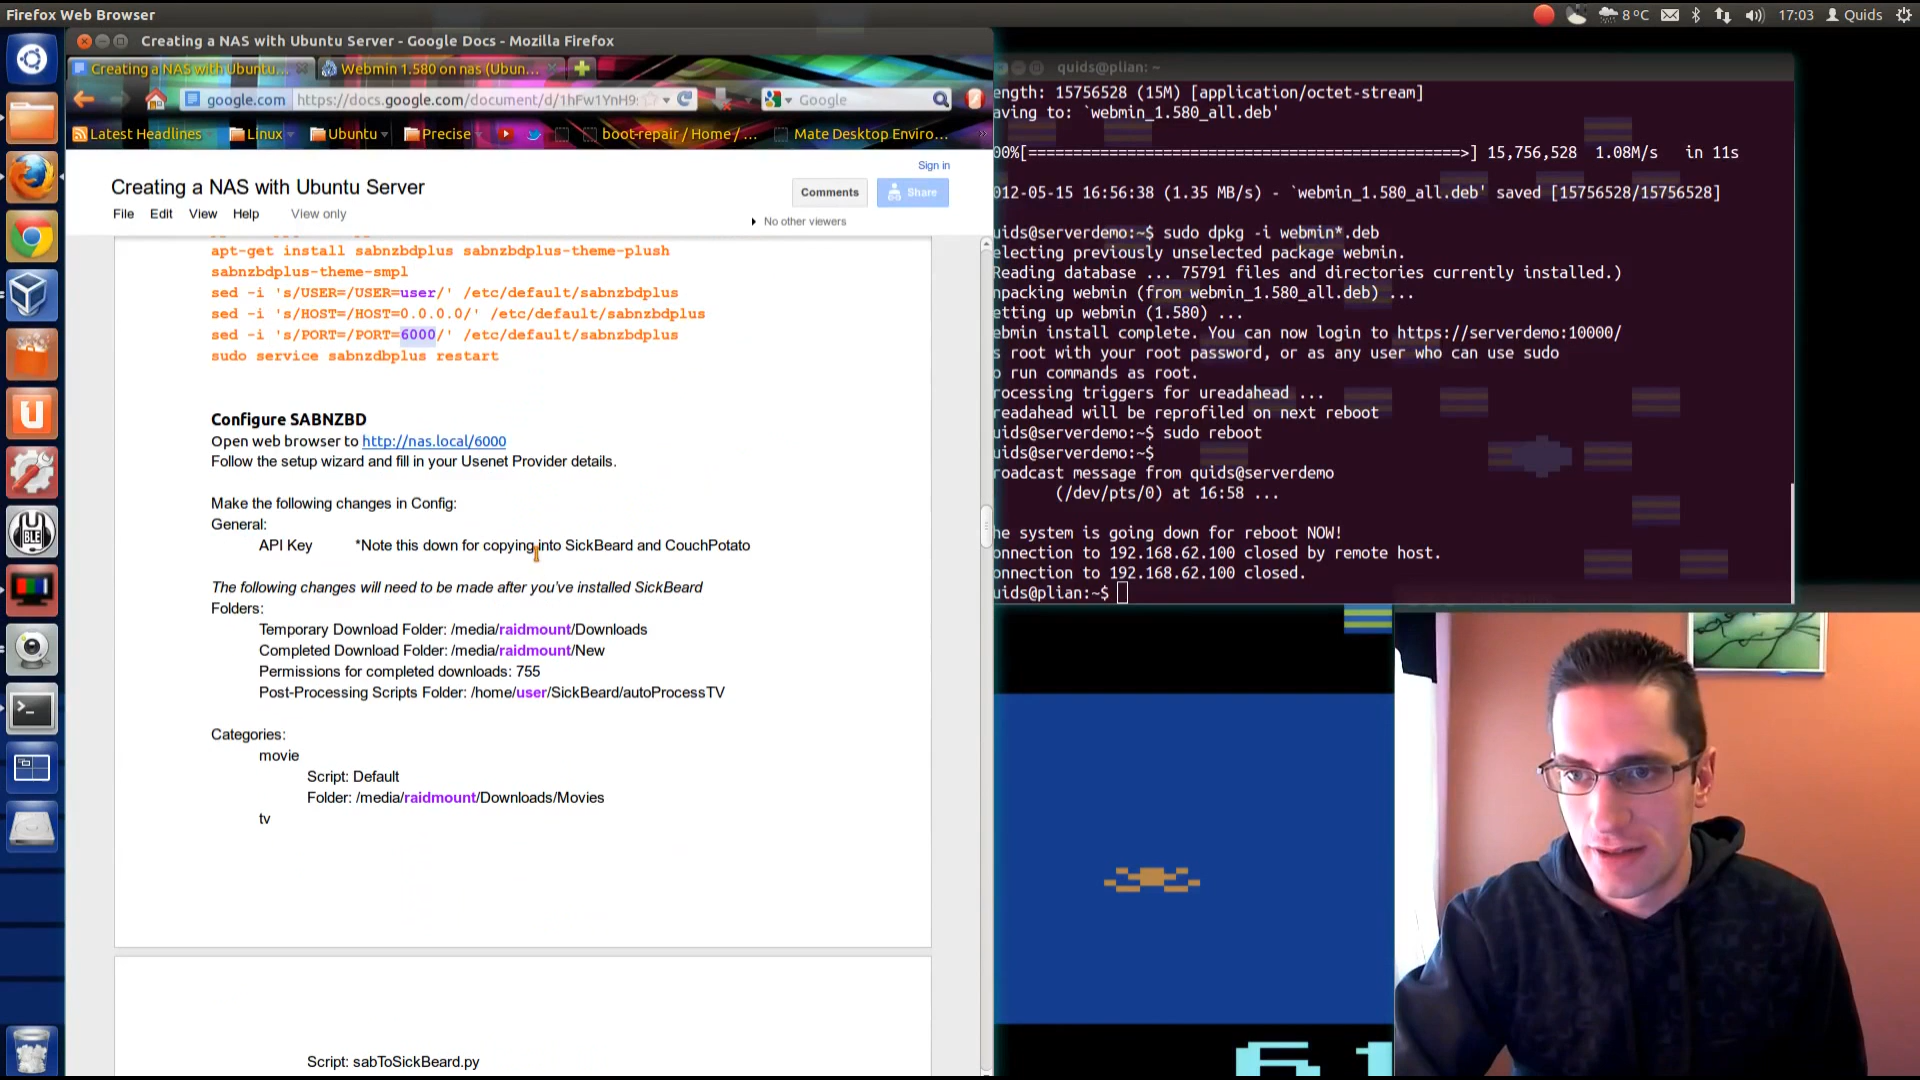 Firefox Web Browser
8 °C
17:03
Quids
Creating a NAS with Ubuntu Server - Google Docs - Mozilla Firefox
Creating a NAS with Ubuntu...
Webmin 1.580 on nas (Ubun...
google.com
https://docs.google.com/document/d/1hFw1YnH9:
Google
Latest Headlines
Linux
Ubuntu
Precise
boot-repair / Home / ...
Mate Desktop Enviro...
Sign in
Creating a NAS with Ubuntu Server
Comments
Share
File Edit View Help View only
No other viewers
apt-get install sabnzbdplus sabnzbdplus-theme-plush
sabnzbdplus-theme-smpl
sed -i 's/USER=/USER=user/' /etc/default/sabnzbdplus
sed -i 's/HOST=/HOST=0.0.0.0/' /etc/default/sabnzbdplus
sed -i 's/PORT=/PORT=6000/' /etc/default/sabnzbdplus
sudo service sabnzdbplus restart
Configure SABNZBD
Open web browser to http://nas.local/6000
Follow the setup wizard and fill in your Usenet Provider details.
Make the following changes in Config:
General:
API Key *Note this down for copying into SickBeard and CouchPotato
The following changes will need to be made after you've installed SickBeard
Folders:
Temporary Download Folder: /media/raidmount/Downloads
Completed Download Folder: /media/raidmount/New
Permissions for completed downloads: 755
Post-Processing Scripts Folder: /home/user/SickBeard/autoProcessTV
Categories:
movie
Script: Default
Folder: /media/raidmount/Downloads/Movies
tv
Script: sabToSickBeard.py
quids@plian: ~
ength: 15756528 (15M) [application/octet-stream]
aving to: `webmin_1.580_all.deb'
00%[==============================================>] 15,756,528 1.08M/s in 11s
012-05-15 16:56:38 (1.35 MB/s) - `webmin_1.580_all.deb' saved [15756528/15756528]
uids@serverdemo:~$ sudo dpkg -i webmin*.deb
electing previously unselected package webmin.
Reading database ... 75791 files and directories currently installed.)
npacking webmin (from webmin_1.580_all.deb) ...
etting up webmin (1.580) ...
ebmin install complete. You can now login to https://serverdemo:10000/
s root with your root password, or as any user who can use sudo
o run commands as root.
rocessing triggers for ureadahead ...
readahead will be reprofiled on next reboot
uids@serverdemo:~$ sudo reboot
uids@serverdemo:~$
roadcast message from quids@serverdemo
(/dev/pts/0) at 16:58 ...
he system is going down for reboot NOW!
onnection to 192.168.62.100 closed by remote host.
onnection to 192.168.62.100 closed.
uids@plian:~$